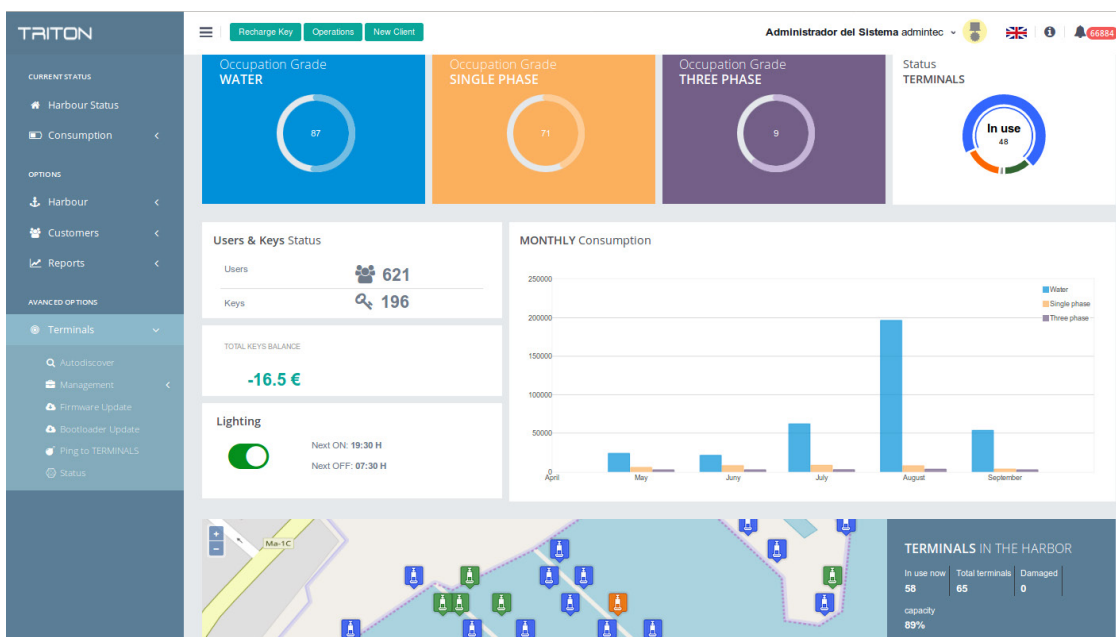 TRITON
Recharge Key
Operations
New Client
Administrador del Sistema admintec
66884
CURRENT STATUS
Harbour Status
Consumption
OPTIONS
Harbour
Customers
Reports
AVANCED OPTIONS
Terminals
Autodiscover
Management
Firmware Update
Bootloader Update
Ping to TERMINALS
Status
Occupation Grade
WATER
87
Occupation Grade
SINGLE PHASE
71
Occupation Grade
THREE PHASE
9
Status
TERMINALS
In use
48
Users & Keys Status
Users 621
Keys 196
TOTAL KEYS BALANCE
-16.5 €
Lighting
Next ON: 19:30 H
Next OFF: 07:30 H
MONTHLY Consumption
250000
200000
150000
100000
50000
0
Water
Single phase
Three phase
April May Juny July August September
+
−
Ma-1C
TERMINALS IN THE HARBOR
In use now Total terminals Damaged
58 65 0
capacity
89%